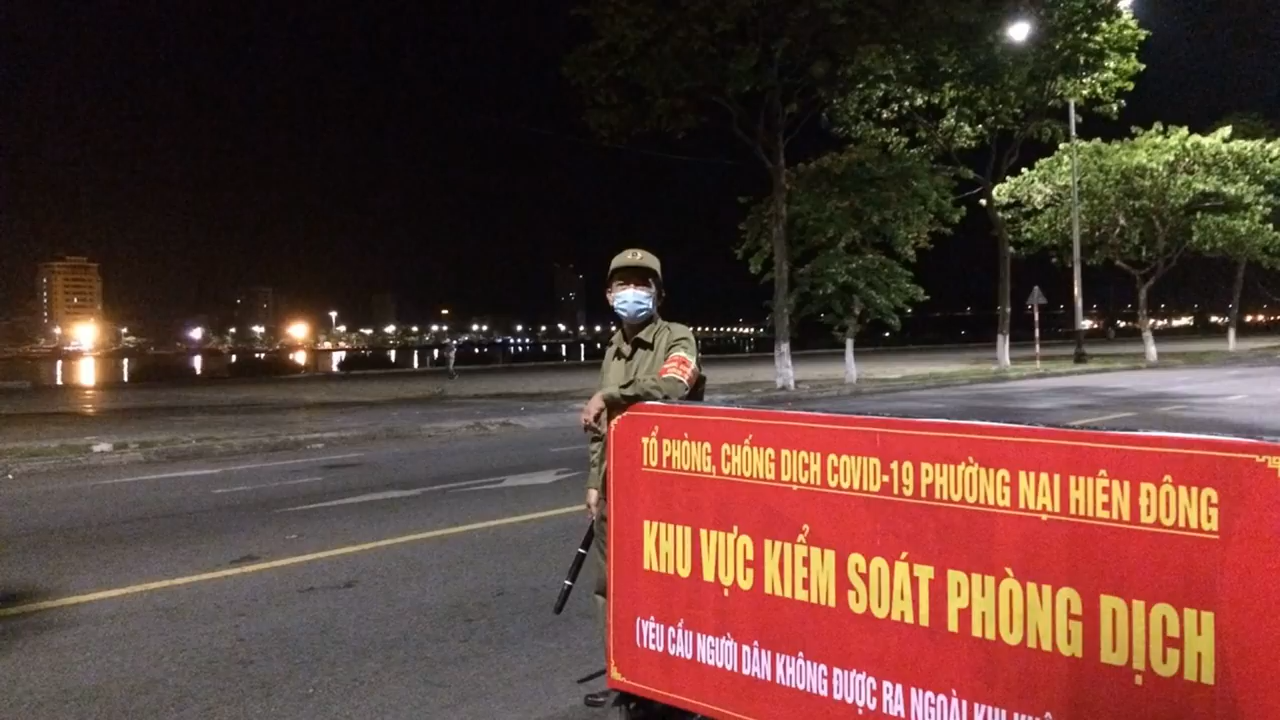 TỔ PHÒNG, CHỐNG DỊCH COVID-19 PHƯỜNG NẠI HIÊN ĐÔNG
KHU VỰC KIỂM SOÁT PHÒNG DỊCH
(YÊU CẦU NGƯỜI DÂN KHÔNG ĐƯỢC RA NGOÀI KHI